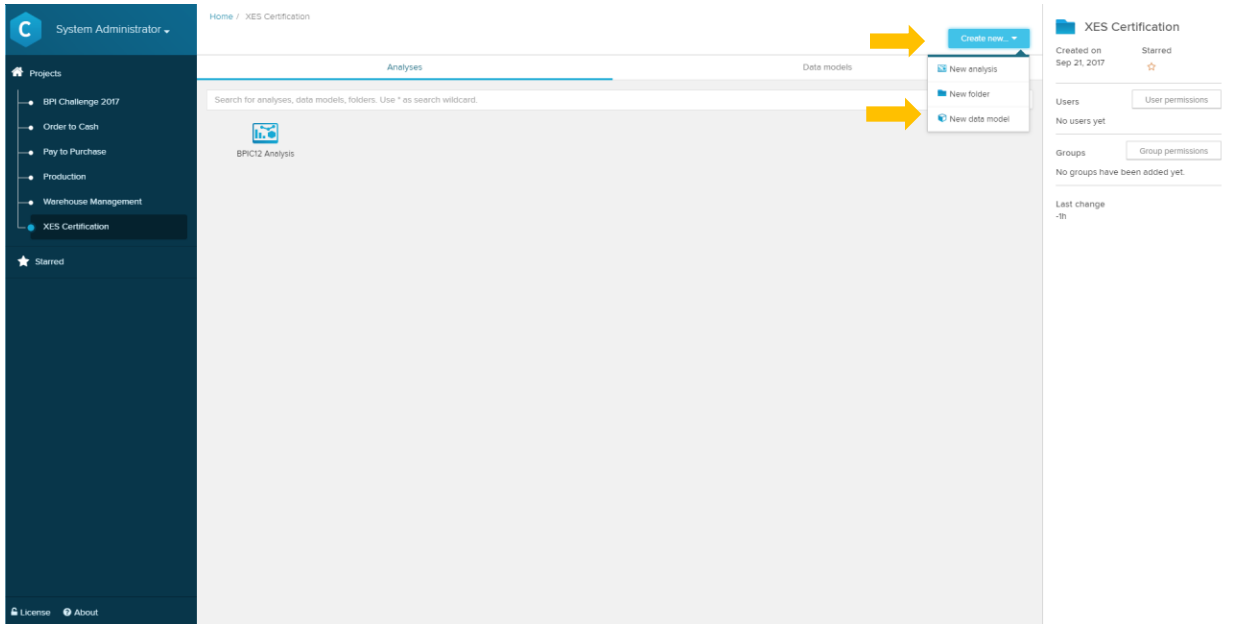 C
System Administrator
Projects
BPI Challenge 2017
Order to Cash
Pay to Purchase
Production
Warehouse Management
XES Certification
Starred
License About
Home / XES Certification
Create new...
Analyses Data models
New analysis
New folder
New data model
Search for analyses, data models, folders. Use * as search wildcard.
BPIC12 Analysis
XES Certification
Created on Starred
Sep 21, 2017
Users User permissions
No users yet
Groups Group permissions
No groups have been added yet.
Last change
-1h